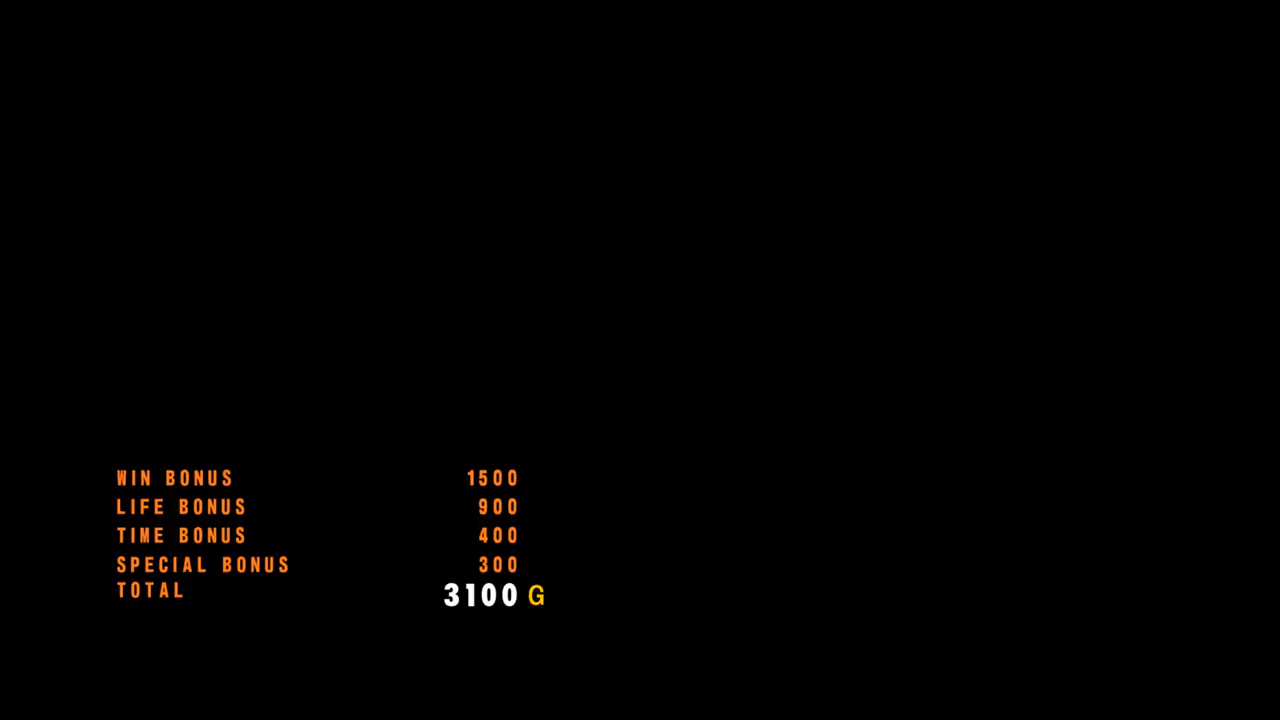 WIN BONUS 1500
LIFE BONUS 900
TIME BONUS 400
SPECIAL BONUS 300
TOTAL 3100 G